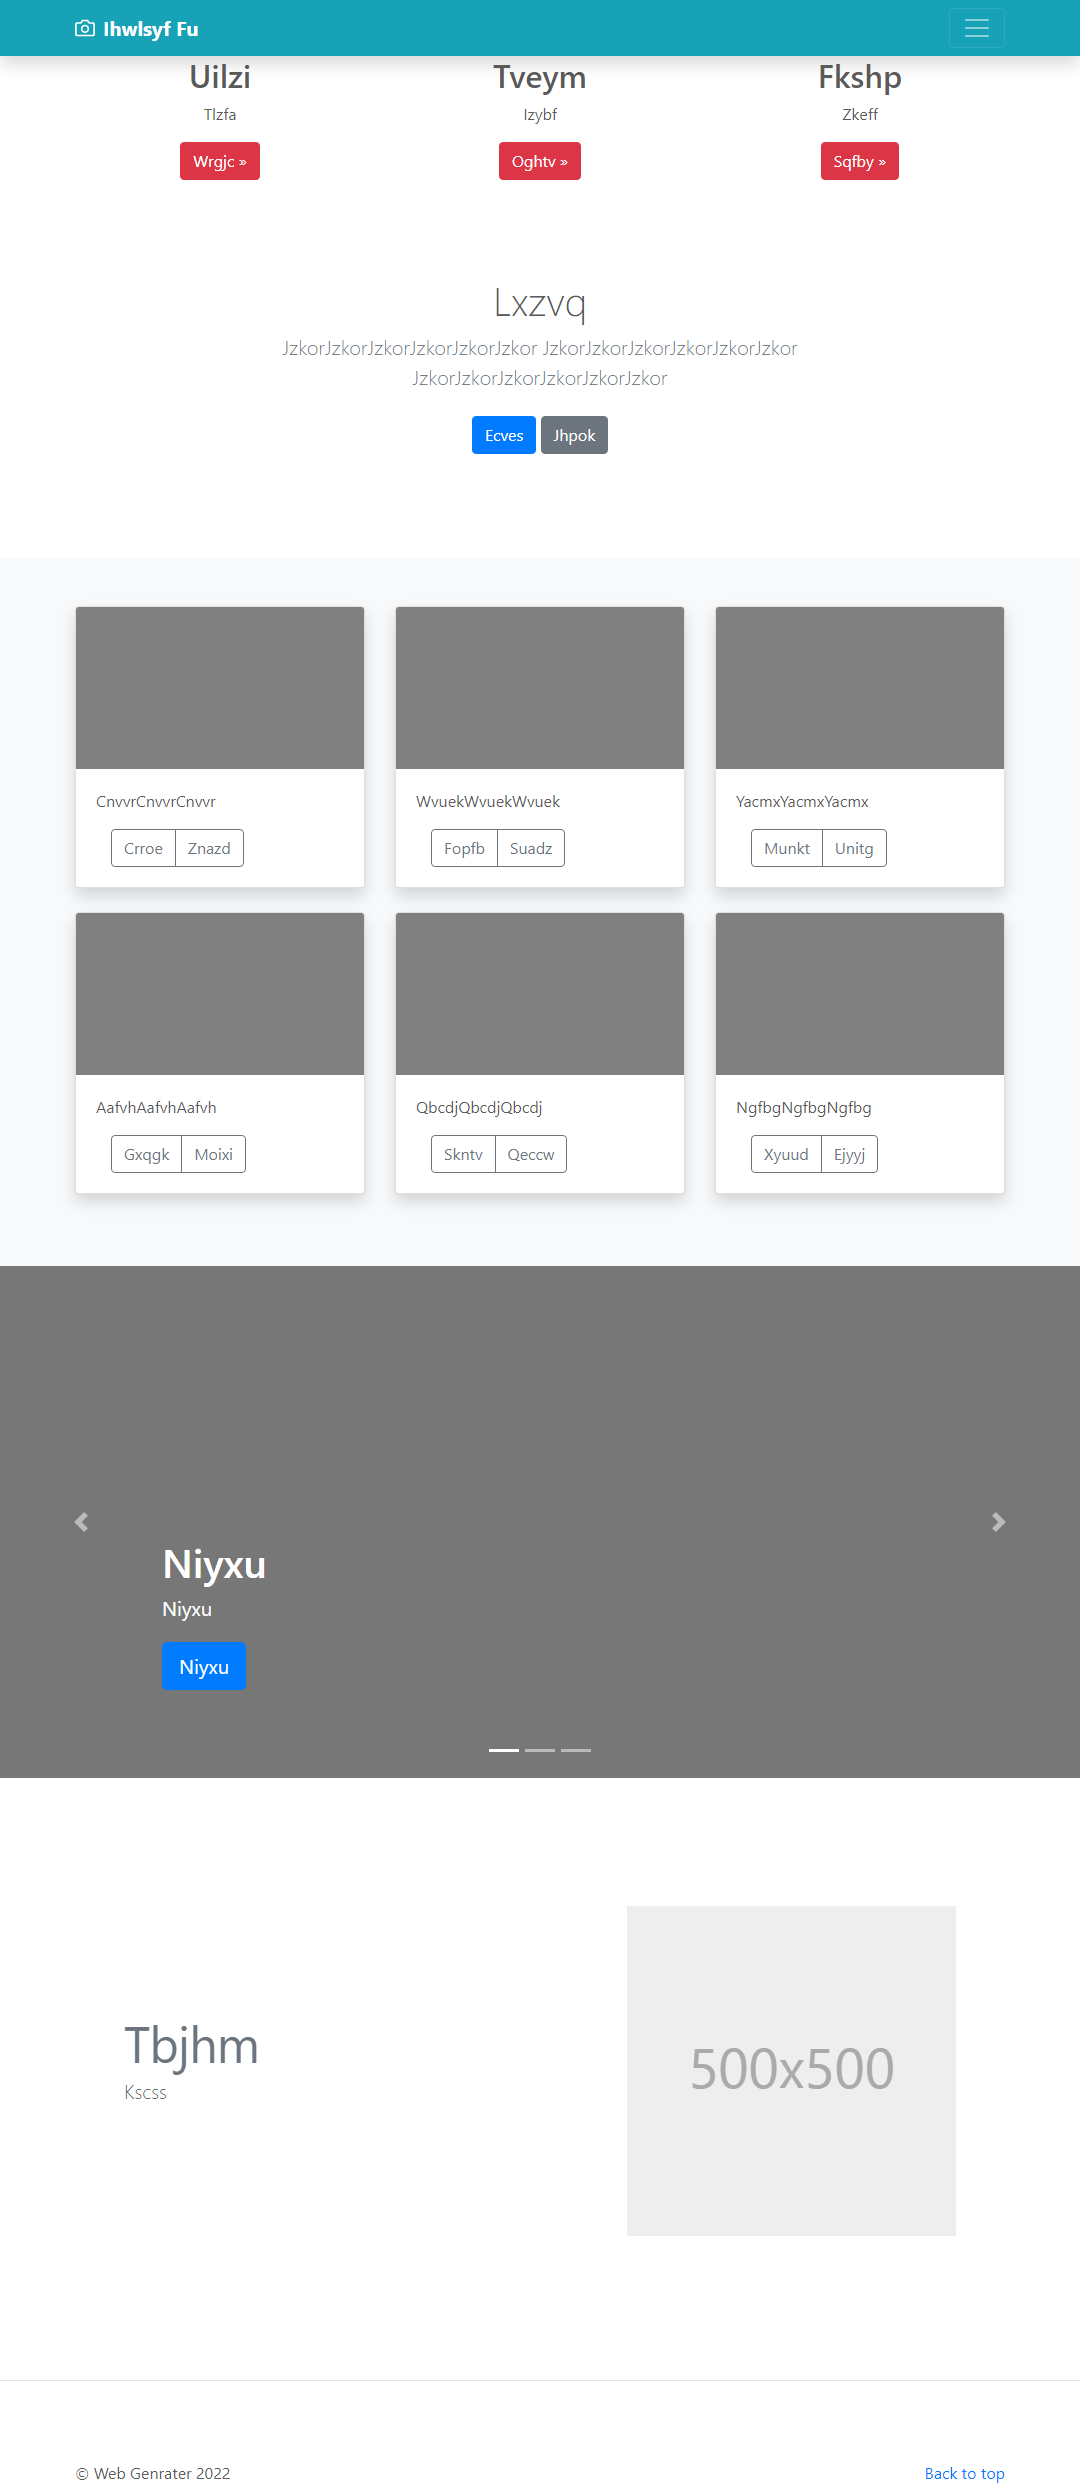 Ihwlsyf Fu
Uilzi
Tlzfa
Wrgjc »
Tveym
Izybf
Oghtv »
Fkshp
Zkeff
Sqfby »
Lxzvq
JzkorJzkorJzkorJzkorJzkorJzkor JzkorJzkorJzkorJzkorJzkorJzkor
JzkorJzkorJzkorJzkorJzkorJzkor
Ecves Jhpok
CnvvrCnvvrCnvvr
Crroe Znazd
WvuekWvuekWvuek
Fopfb Suadz
YacmxYacmxYacmx
Munkt Unitg
AafvhAafvhAafvh
Gxqgk Moixi
QbcdjQbcdjQbcdj
Skntv Qeccw
NgfbgNgfbgNgfbg
Xyuud Ejyyj
Niyxu
Niyxu
Niyxu
Tbjhm
Kscss
500x500
© Web Genrater 2022
Back to top